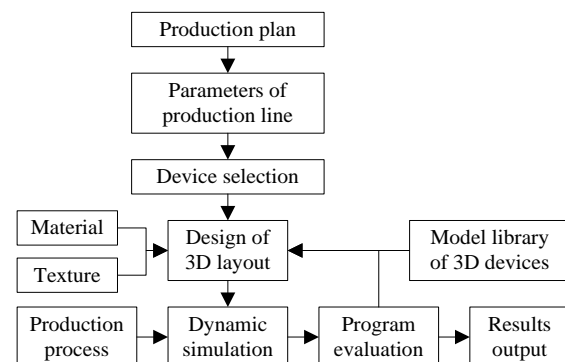 Production plan
Parameters of
production line
Device selection
Material
Texture
Design of
3D layout
Model library
of 3D devices
Production
process
Dynamic
simulation
Program
evaluation
Results
output